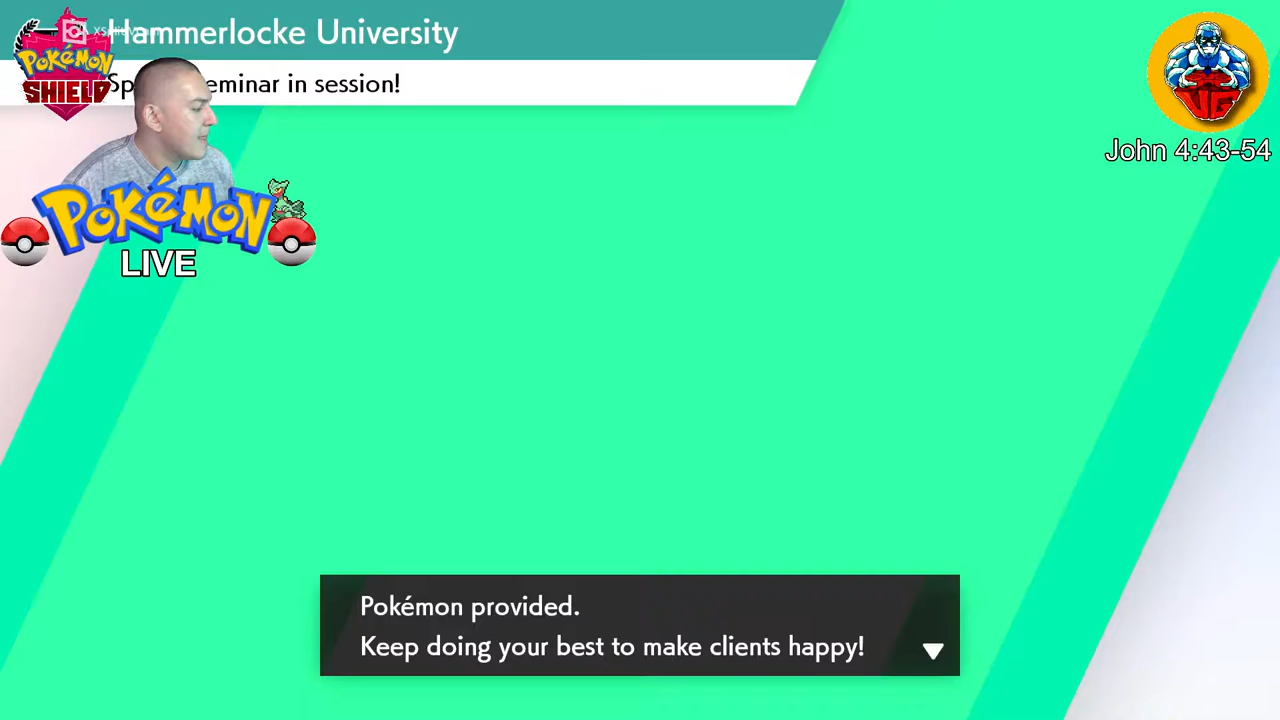 Hammerlocke University
Sp eminar in session!
POKÉMON
SHIELD
VG
John 4:43-54
POKÉMON
LIVE
Pokémon provided.
Keep doing your best to make clients happy!